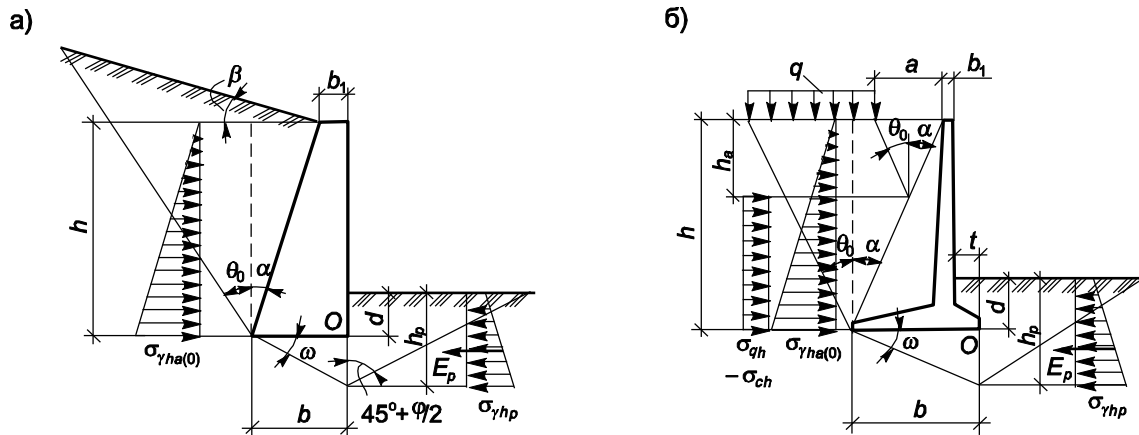 а)
β
b₁
h
θ₀ α
O
d
hₚ
ω
σγha(0)
Eₚ
σγhp
45°+φ/2
b
б)
q
a
b₁
θ₀ α
hₐ
h
θ₀ α
t
d
hₚ
O
ω
σqh
σγha(0)
Eₚ
−σch
σγhp
b